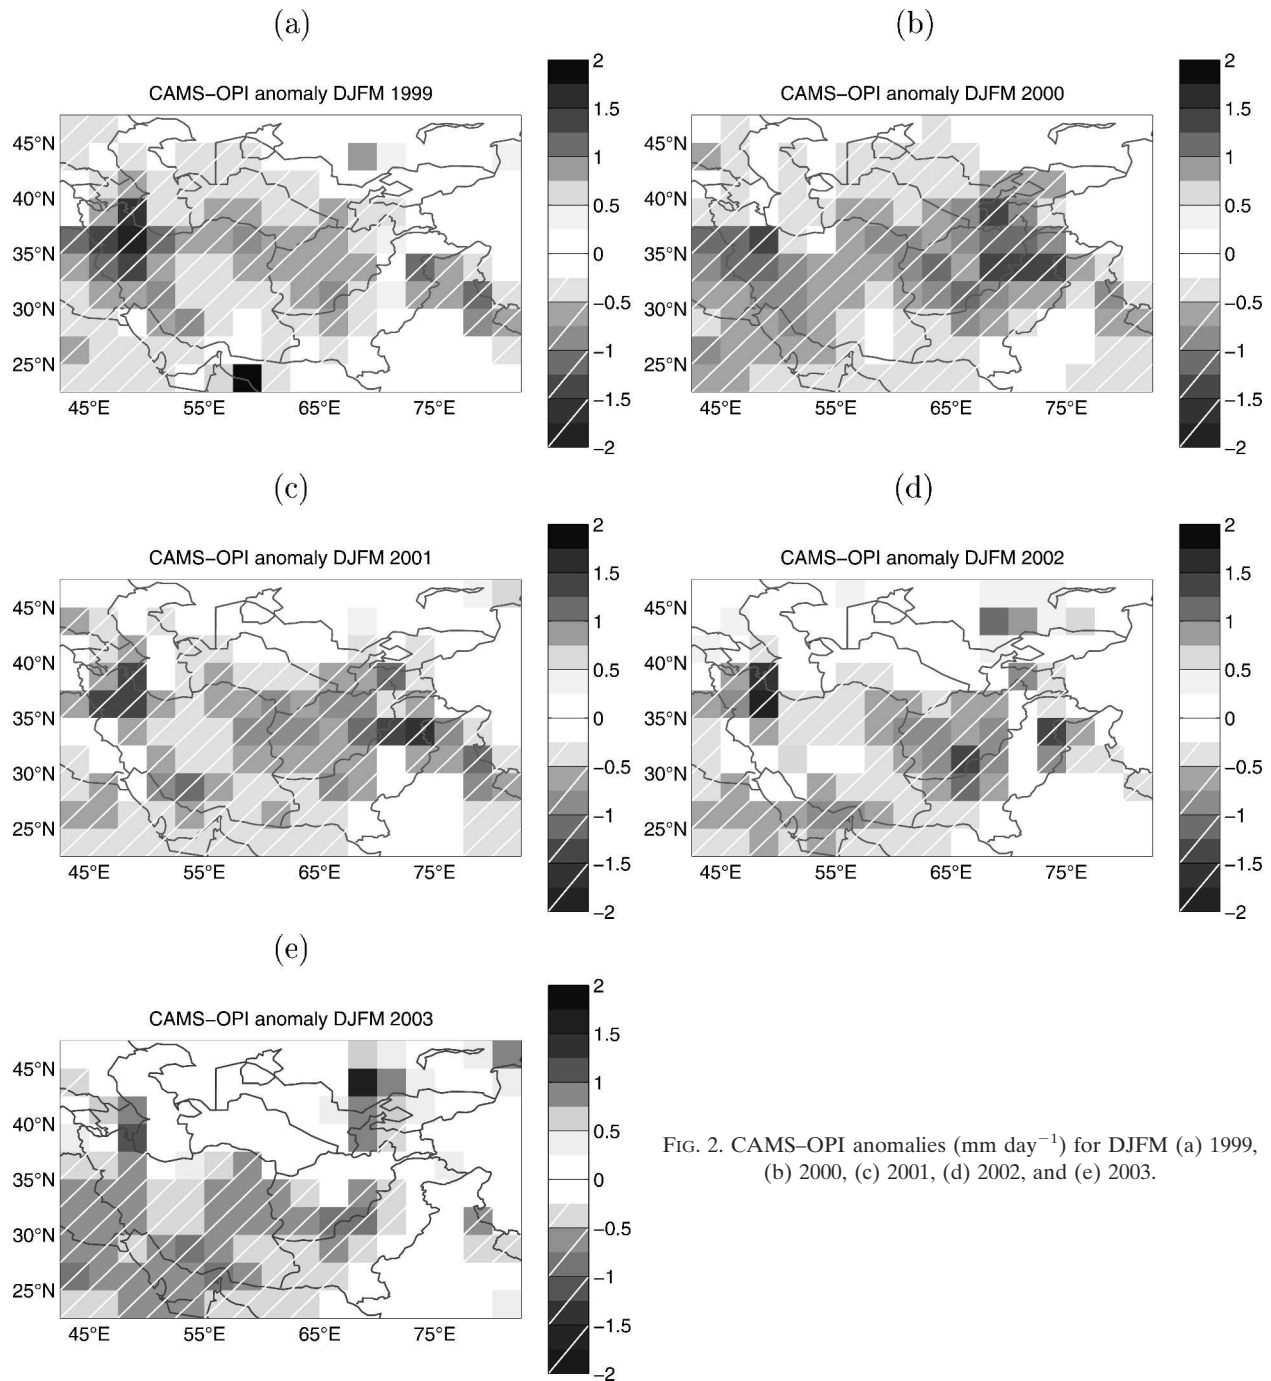 (a)
CAMS–OPI anomaly DJFM 1999
45°N
40°N
35°N
30°N
25°N
45°E 55°E 65°E 75°E
2
1.5
1
0.5
0
−0.5
−1
−1.5
−2
(b)
CAMS–OPI anomaly DJFM 2000
45°N
40°N
35°N
30°N
25°N
45°E 55°E 65°E 75°E
2
1.5
1
0.5
0
−0.5
−1
−1.5
−2
(c)
CAMS–OPI anomaly DJFM 2001
45°N
40°N
35°N
30°N
25°N
45°E 55°E 65°E 75°E
2
1.5
1
0.5
0
−0.5
−1
−1.5
−2
(d)
CAMS–OPI anomaly DJFM 2002
45°N
40°N
35°N
30°N
25°N
45°E 55°E 65°E 75°E
2
1.5
1
0.5
0
−0.5
−1
−1.5
−2
(e)
CAMS–OPI anomaly DJFM 2003
45°N
40°N
35°N
30°N
25°N
45°E 55°E 65°E 75°E
2
1.5
1
0.5
0
−0.5
−1
−1.5
−2
FIG. 2. CAMS–OPI anomalies (mm day⁻¹) for DJFM (a) 1999,
(b) 2000, (c) 2001, (d) 2002, and (e) 2003.